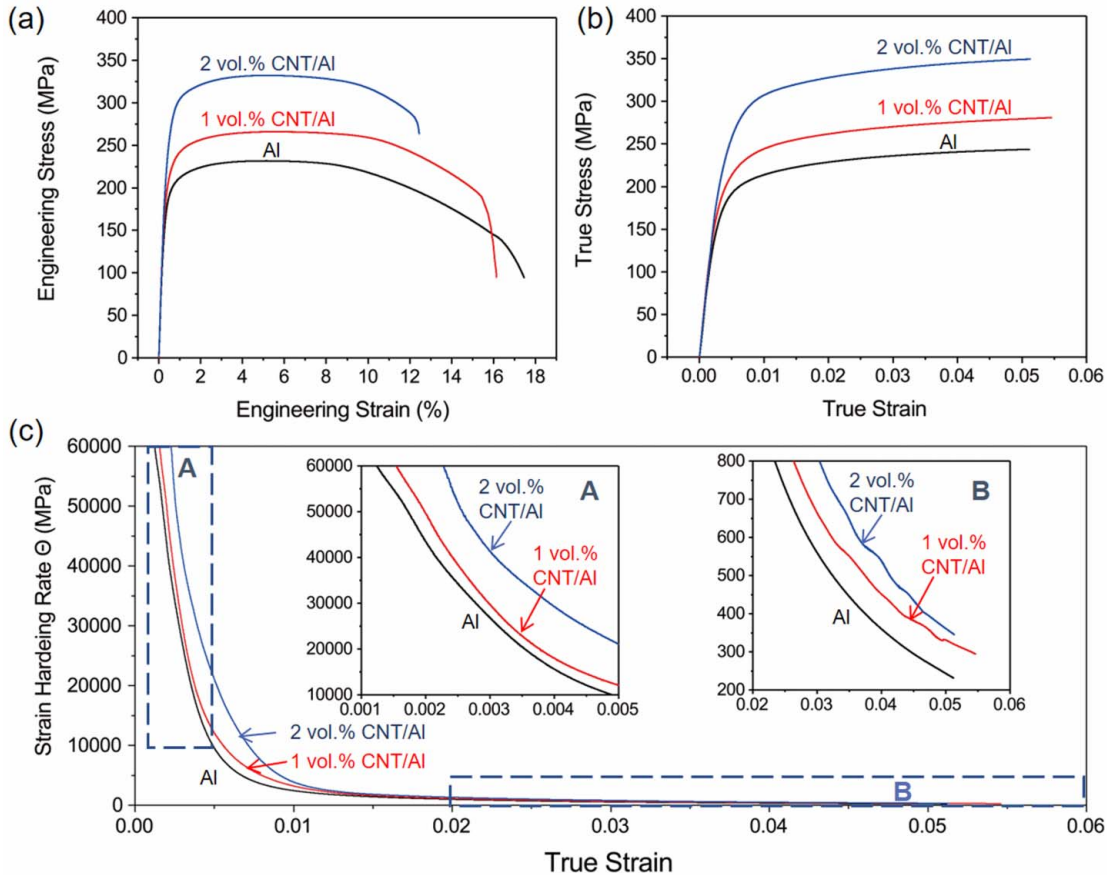 (a)
400
350
300
250
200
150
100
50
0
Engineering Stress (MPa)
2 vol.% CNT/Al
1 vol.% CNT/Al
Al
0 2 4 6 8 10 12 14 16 18
Engineering Strain (%)
(b)
400
350
300
250
200
150
100
50
0
True Stress (MPa)
2 vol.% CNT/Al
1 vol.% CNT/Al
Al
0.00 0.01 0.02 0.03 0.04 0.05 0.06
True Strain
(c)
60000
50000
40000
30000
20000
10000
0
Strain Hardeing Rate Θ (MPa)
A
2 vol.% CNT/Al
1 vol.% CNT/Al
Al
B
0.00 0.01 0.02 0.03 0.04 0.05 0.06
True Strain
60000
50000
40000
30000
20000
10000
A
2 vol.%
CNT/Al
1 vol.%
CNT/Al
Al
0.001 0.002 0.003 0.004 0.005
800
700
600
500
400
300
200
B
2 vol.%
CNT/Al
1 vol.%
CNT/Al
Al
0.02 0.03 0.04 0.05 0.06